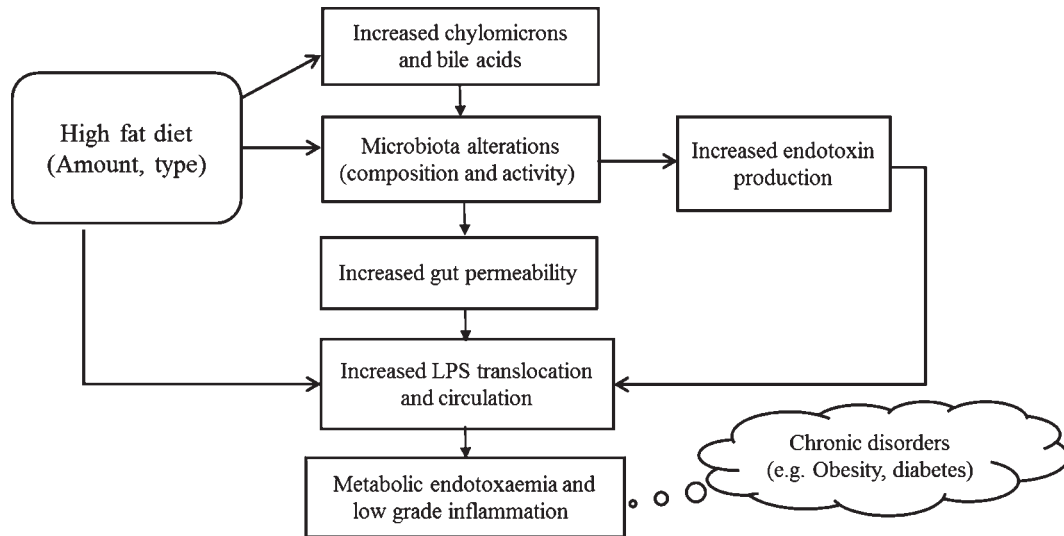 Increased chylomicrons
and bile acids
High fat diet
(Amount, type)
Microbiota alterations
(composition and activity)
Increased endotoxin
production
Increased gut permeability
Increased LPS translocation
and circulation
Chronic disorders
(e.g. Obesity, diabetes)
Metabolic endotoxaemia and
low grade inflammation